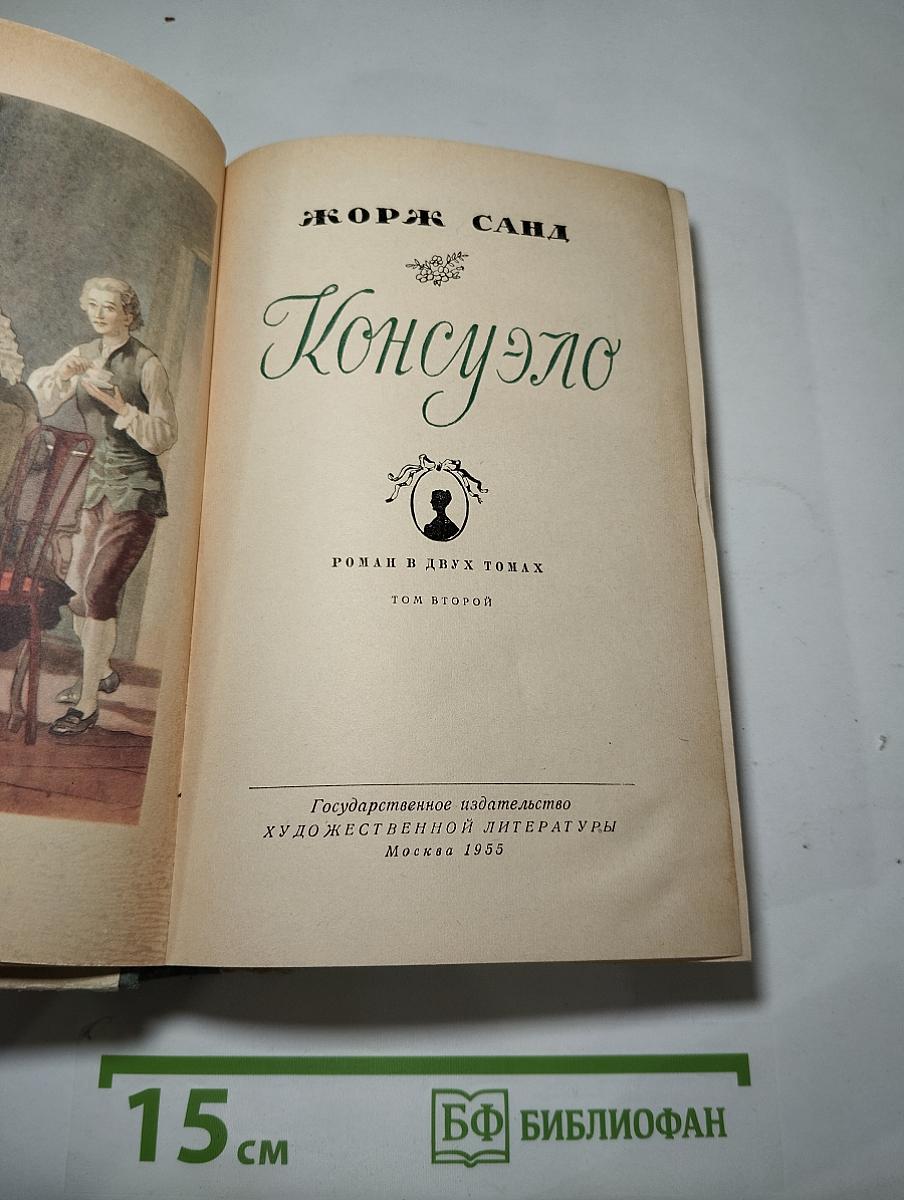 ЖОРЖ САНД
Консуэло
РОМАН В ДВУХ ТОМАХ
ТОМ ВТОРОЙ
Государственное издательство
ХУДОЖЕСТВЕННОЙ ЛИТЕРАТУРЫ
Москва 1955
15 см
БФ БИБЛИОФАН